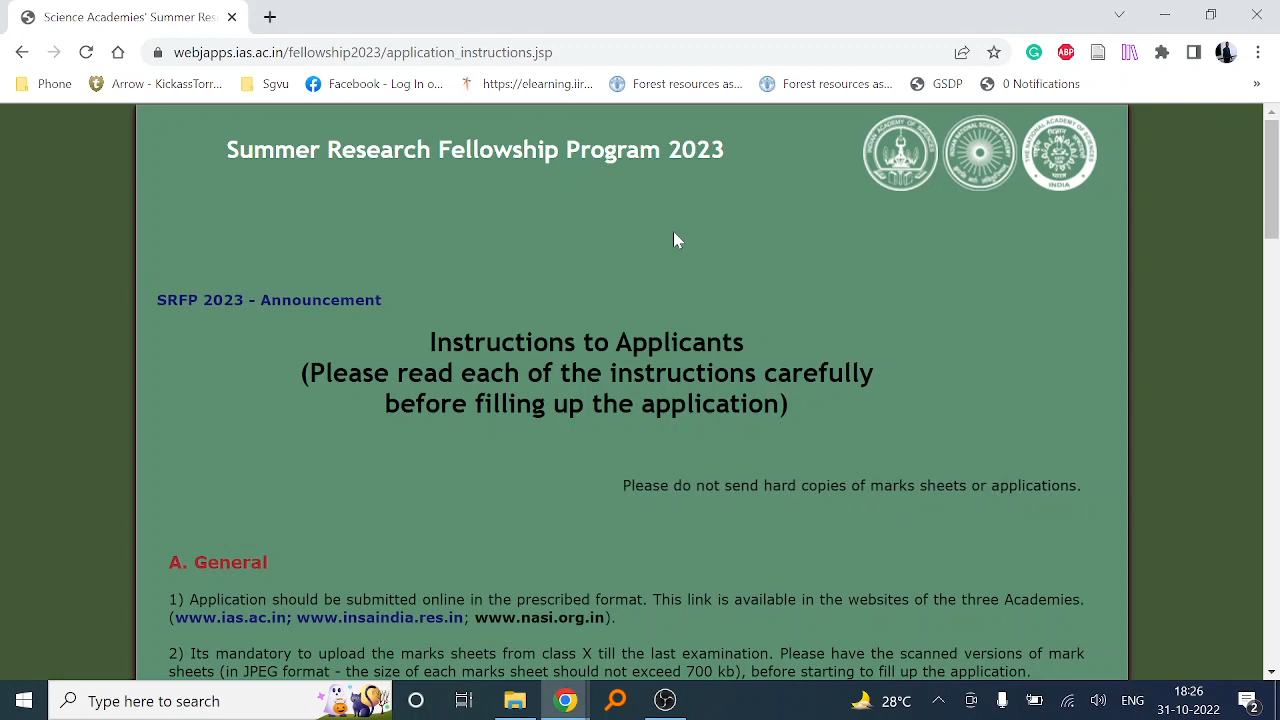 Science Academies' Summer Res
webjapps.ias.ac.in/fellowship2023/application_instructions.jsp
Phone
Arrow - KickassTorr...
Sgvu
Facebook - Log In o...
https://elearning.iir...
Forest resources as...
Forest resources as...
GSDP
0 Notifications
»
Summer Research Fellowship Program 2023
SRFP 2023 - Announcement
Instructions to Applicants
(Please read each of the instructions carefully
before filling up the application)
Please do not send hard copies of marks sheets or applications.
A. General
1) Application should be submitted online in the prescribed format. This link is available in the websites of the three Academies.
(www.ias.ac.in; www.insaindia.res.in; www.nasi.org.in).
2) Its mandatory to upload the marks sheets from class X till the last examination. Please have the scanned versions of mark
sheets (in JPEG format - the size of each marks sheet should not exceed 700 kb), before starting to fill up the application.
Type here to search
28°C
ENG
18:26
31-10-2022
2